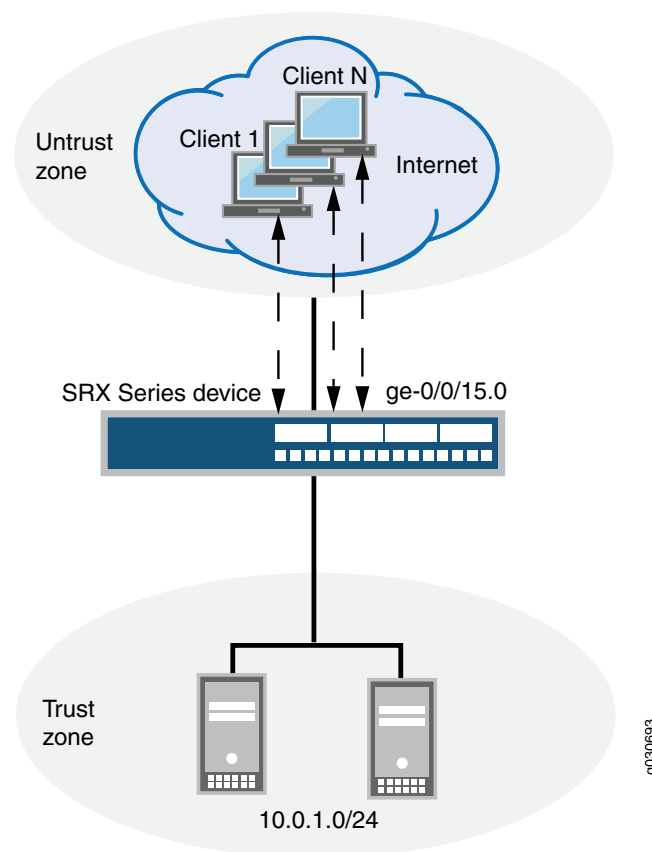 Client N
Client 1
Untrust
zone
Internet
SRX Series device
ge-0/0/15.0
Trust
zone
10.0.1.0/24
g030693